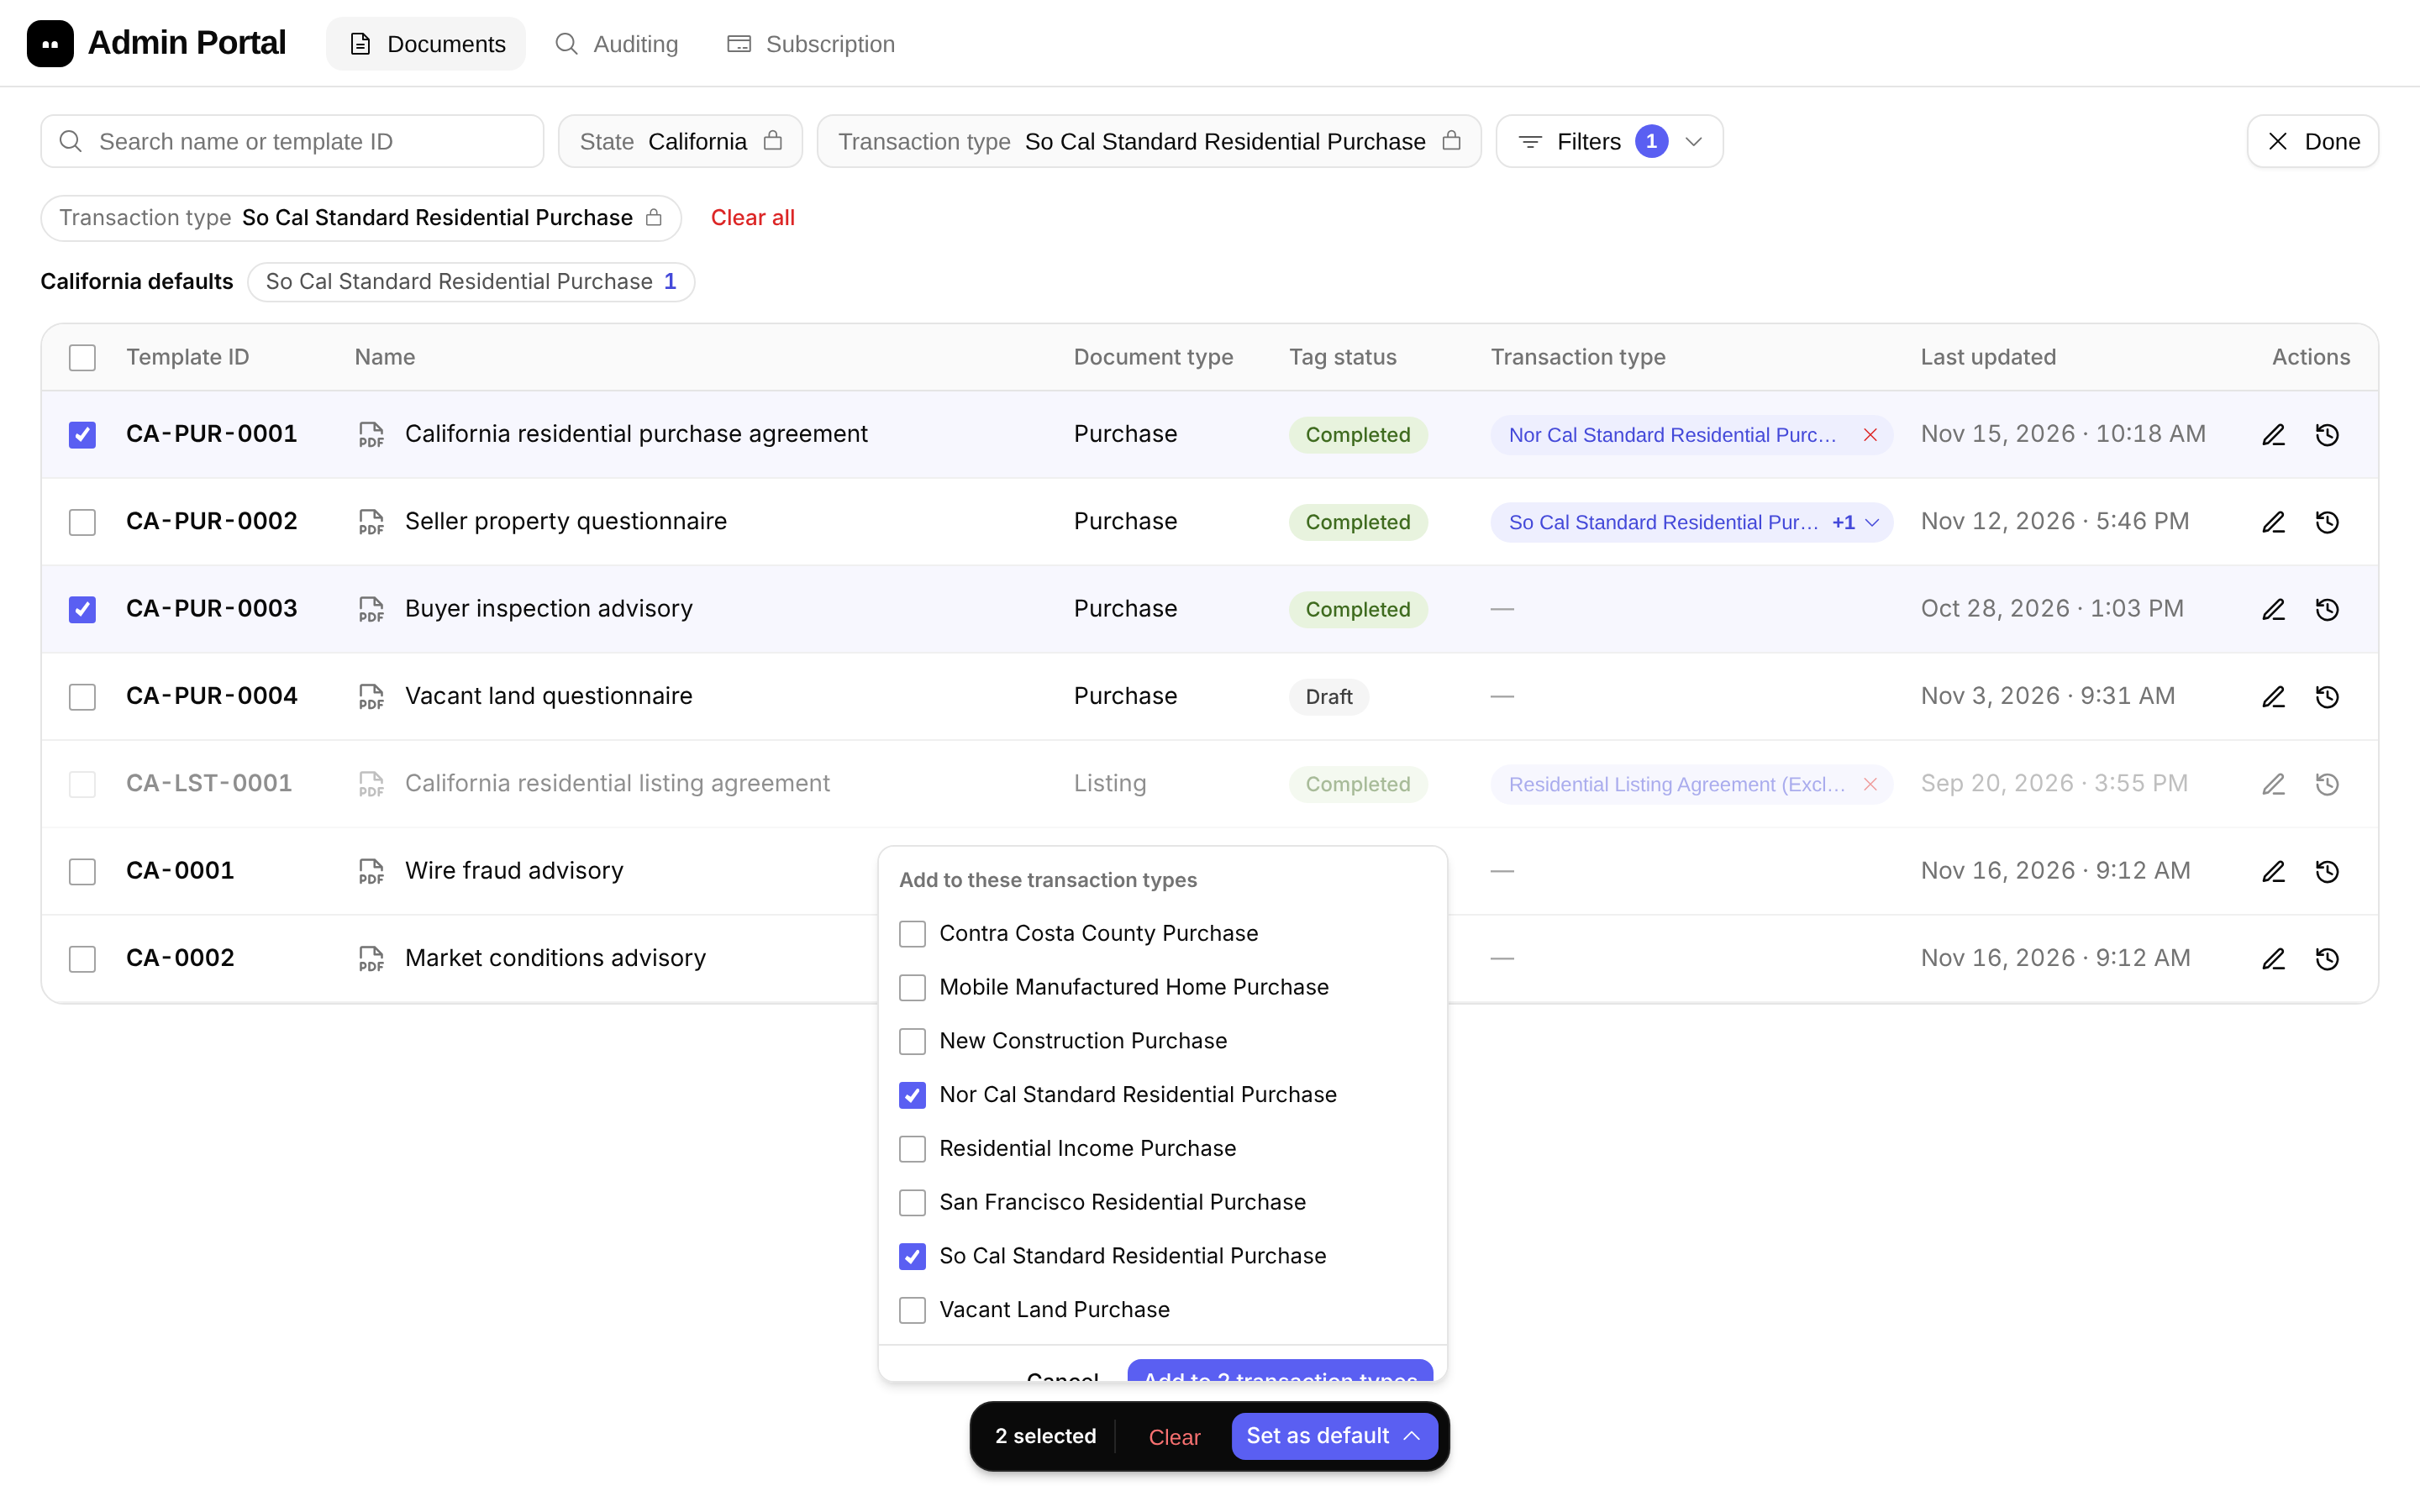 Admin Portal Documents Auditing Subscription
Search name or template ID State California Transaction type So Cal Standard Residential Purchase Filters 1 Done
Transaction type So Cal Standard Residential Purchase Clear all
California defaults So Cal Standard Residential Purchase 1
Template ID Name Document type Tag status Transaction type Last updated Actions
CA-PUR-0001 PDF California residential purchase agreement Purchase Completed Nor Cal Standard Residential Purc... Nov 15, 2026 · 10:18 AM
CA-PUR-0002 PDF Seller property questionnaire Purchase Completed So Cal Standard Residential Pur... +1 Nov 12, 2026 · 5:46 PM
CA-PUR-0003 PDF Buyer inspection advisory Purchase Completed — Oct 28, 2026 · 1:03 PM
CA-PUR-0004 PDF Vacant land questionnaire Purchase Draft — Nov 3, 2026 · 9:31 AM
CA-LST-0001 PDF California residential listing agreement Listing Completed Residential Listing Agreement (Excl... Sep 20, 2026 · 3:55 PM
CA-0001 PDF Wire fraud advisory — Nov 16, 2026 · 9:12 AM
CA-0002 PDF Market conditions advisory — Nov 16, 2026 · 9:12 AM
Add to these transaction types
Contra Costa County Purchase
Mobile Manufactured Home Purchase
New Construction Purchase
Nor Cal Standard Residential Purchase
Residential Income Purchase
San Francisco Residential Purchase
So Cal Standard Residential Purchase
Vacant Land Purchase
Cancel Add to 2 transaction types
2 selected Clear Set as default